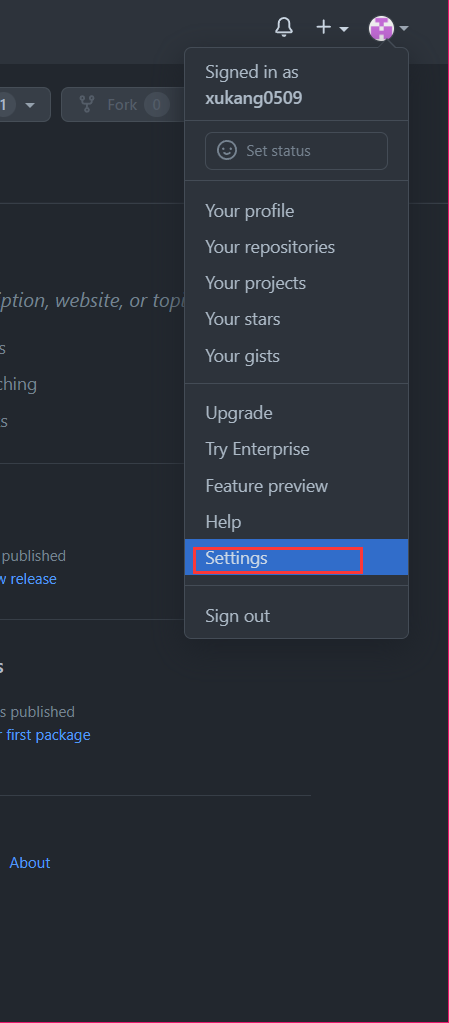 1
Fork 0
Signed in as
xukang0509
Set status
Your profile
Your repositories
Your projects
Your stars
Your gists
Upgrade
Try Enterprise
Feature preview
Help
Settings
Sign out
iption, website, or topi
s
ching
s
published
w release
s
s published
r first package
About